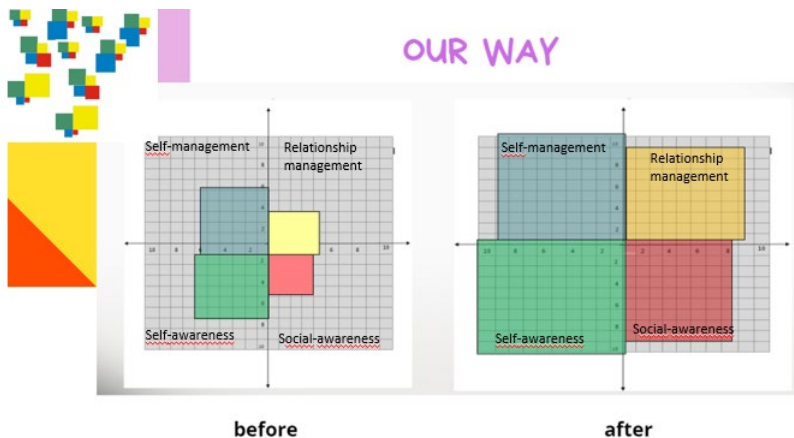 OUR WAY
Self-management
Relationship
management
Self-awareness
Social-awareness
Self-management
Relationship
management
Self-awareness
Social-awareness
before
after